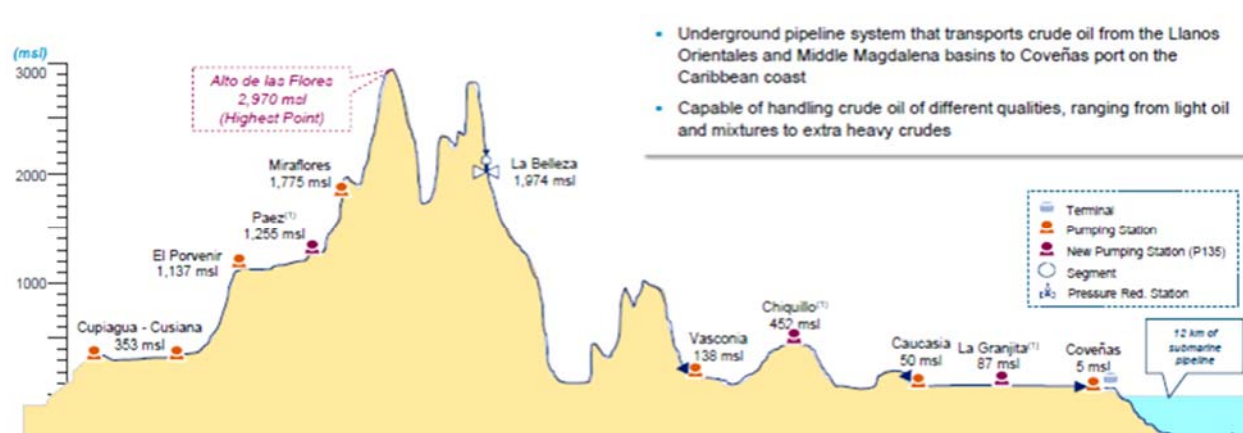 • Underground pipeline system that transports crude oil from the Llanos
Orientales and Middle Magdalena basins to Coveñas port on the
Caribbean coast
• Capable of handling crude oil of different qualities, ranging from light oil
and mixtures to extra heavy crudes
(msl)
3000
2000
1000
Alto de las Flores
2,970 msl
(Highest Point)
Miraflores
1,775 msl
La Belleza
1,974 msl
Paez(1)
1,255 msl
El Porvenir
1,137 msl
Cupiagua - Cusiana
353 msl
Vasconia
138 msl
Chiquillo(1)
452 msl
Caucasia
50 msl
La Granjita(1)
87 msl
Coveñas
5 msl
Terminal
Pumping Station
New Pumping Station (P135)
Segment
Pressure Red. Station
12 km of
submarine
pipeline